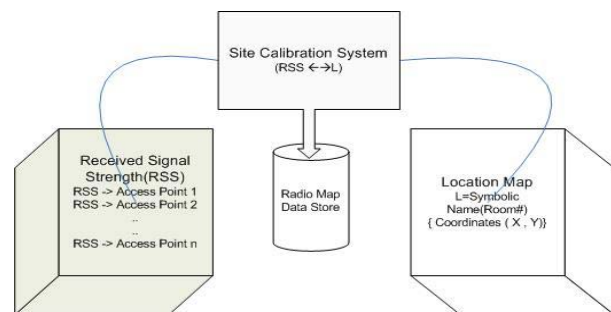 Site Calibration System
(RSS ←→L)
Received Signal
Strength(RSS)
RSS -> Access Point 1
RSS -> Access Point 2
..
..
RSS -> Access Point n
Radio Map
Data Store
Location Map
L=Symbolic
Name(Room#)
{ Coordinates ( X , Y)}